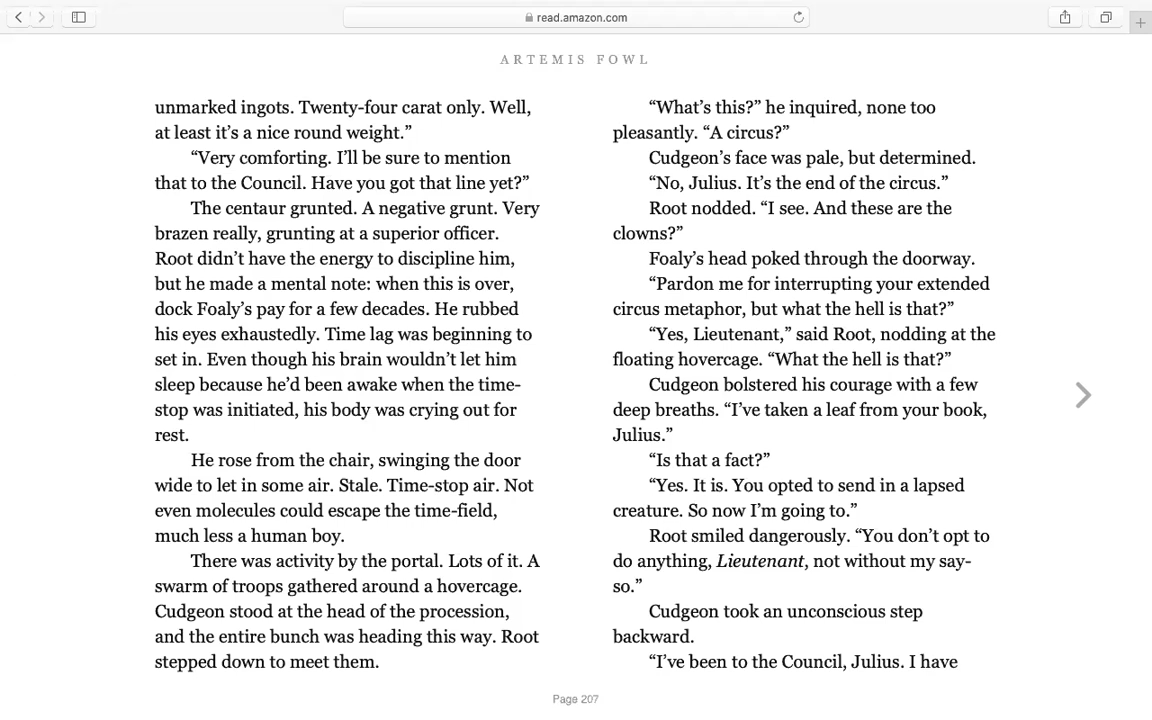 read.amazon.com
ARTEMIS FOWL
unmarked ingots. Twenty-four carat only. Well,
at least it’s a nice round weight.”
“Very comforting. I’ll be sure to mention
that to the Council. Have you got that line yet?”
The centaur grunted. A negative grunt. Very
brazen really, grunting at a superior officer.
Root didn’t have the energy to discipline him,
but he made a mental note: when this is over,
dock Foaly’s pay for a few decades. He rubbed
his eyes exhaustedly. Time lag was beginning to
set in. Even though his brain wouldn’t let him
sleep because he’d been awake when the time-
stop was initiated, his body was crying out for
rest.
He rose from the chair, swinging the door
wide to let in some air. Stale. Time-stop air. Not
even molecules could escape the time-field,
much less a human boy.
There was activity by the portal. Lots of it. A
swarm of troops gathered around a hovercage.
Cudgeon stood at the head of the procession,
and the entire bunch was heading this way. Root
stepped down to meet them.
“What’s this?” he inquired, none too
pleasantly. “A circus?”
Cudgeon’s face was pale, but determined.
“No, Julius. It’s the end of the circus.”
Root nodded. “I see. And these are the
clowns?”
Foaly’s head poked through the doorway.
“Pardon me for interrupting your extended
circus metaphor, but what the hell is that?”
“Yes, Lieutenant,” said Root, nodding at the
floating hovercage. “What the hell is that?”
Cudgeon bolstered his courage with a few
deep breaths. “I’ve taken a leaf from your book,
Julius.”
“Is that a fact?”
“Yes. It is. You opted to send in a lapsed
creature. So now I’m going to.”
Root smiled dangerously. “You don’t opt to
do anything, Lieutenant, not without my say-
so.”
Cudgeon took an unconscious step
backward.
“I’ve been to the Council, Julius. I have
Page 207